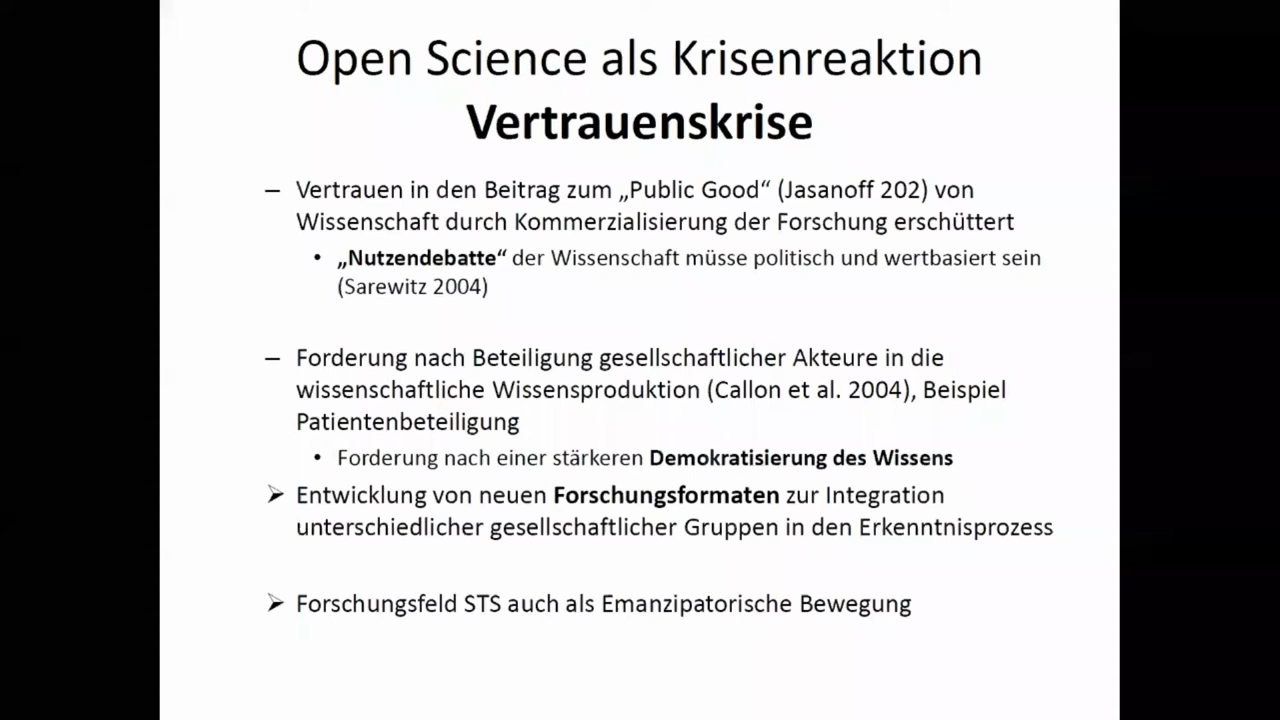 Open Science als Krisenreaktion
Vertrauenskrise
– Vertrauen in den Beitrag zum „Public Good“ (Jasanoff 202) von
Wissenschaft durch Kommerzialisierung der Forschung erschüttert
• „Nutzendebatte“ der Wissenschaft müsse politisch und wertbasiert sein
(Sarewitz 2004)
– Forderung nach Beteiligung gesellschaftlicher Akteure in die
wissenschaftliche Wissensproduktion (Callon et al. 2004), Beispiel
Patientenbeteiligung
• Forderung nach einer stärkeren Demokratisierung des Wissens
➢ Entwicklung von neuen Forschungsformaten zur Integration
unterschiedlicher gesellschaftlicher Gruppen in den Erkenntnisprozess
➢ Forschungsfeld STS auch als Emanzipatorische Bewegung